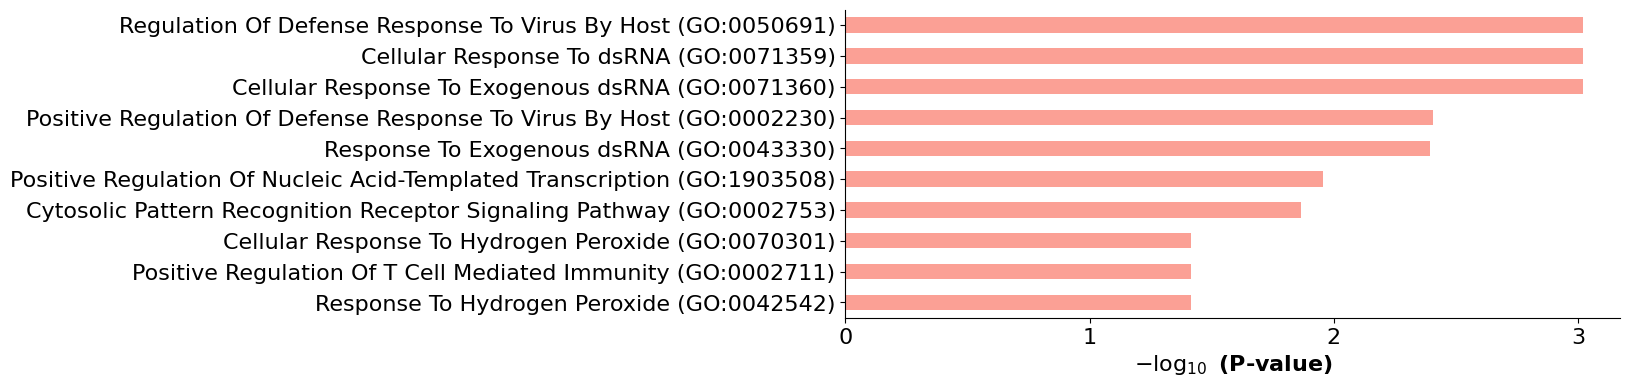 Regulation Of Defense Response To Virus By Host (GO:0050691)
Cellular Response To dsRNA (GO:0071359)
Cellular Response To Exogenous dsRNA (GO:0071360)
Positive Regulation Of Defense Response To Virus By Host (GO:0002230)
Response To Exogenous dsRNA (GO:0043330)
Positive Regulation Of Nucleic Acid-Templated Transcription (GO:1903508)
Cytosolic Pattern Recognition Receptor Signaling Pathway (GO:0002753)
Cellular Response To Hydrogen Peroxide (GO:0070301)
Positive Regulation Of T Cell Mediated Immunity (GO:0002711)
Response To Hydrogen Peroxide (GO:0042542)
0 1 2 3
−log₁₀ (P-value)